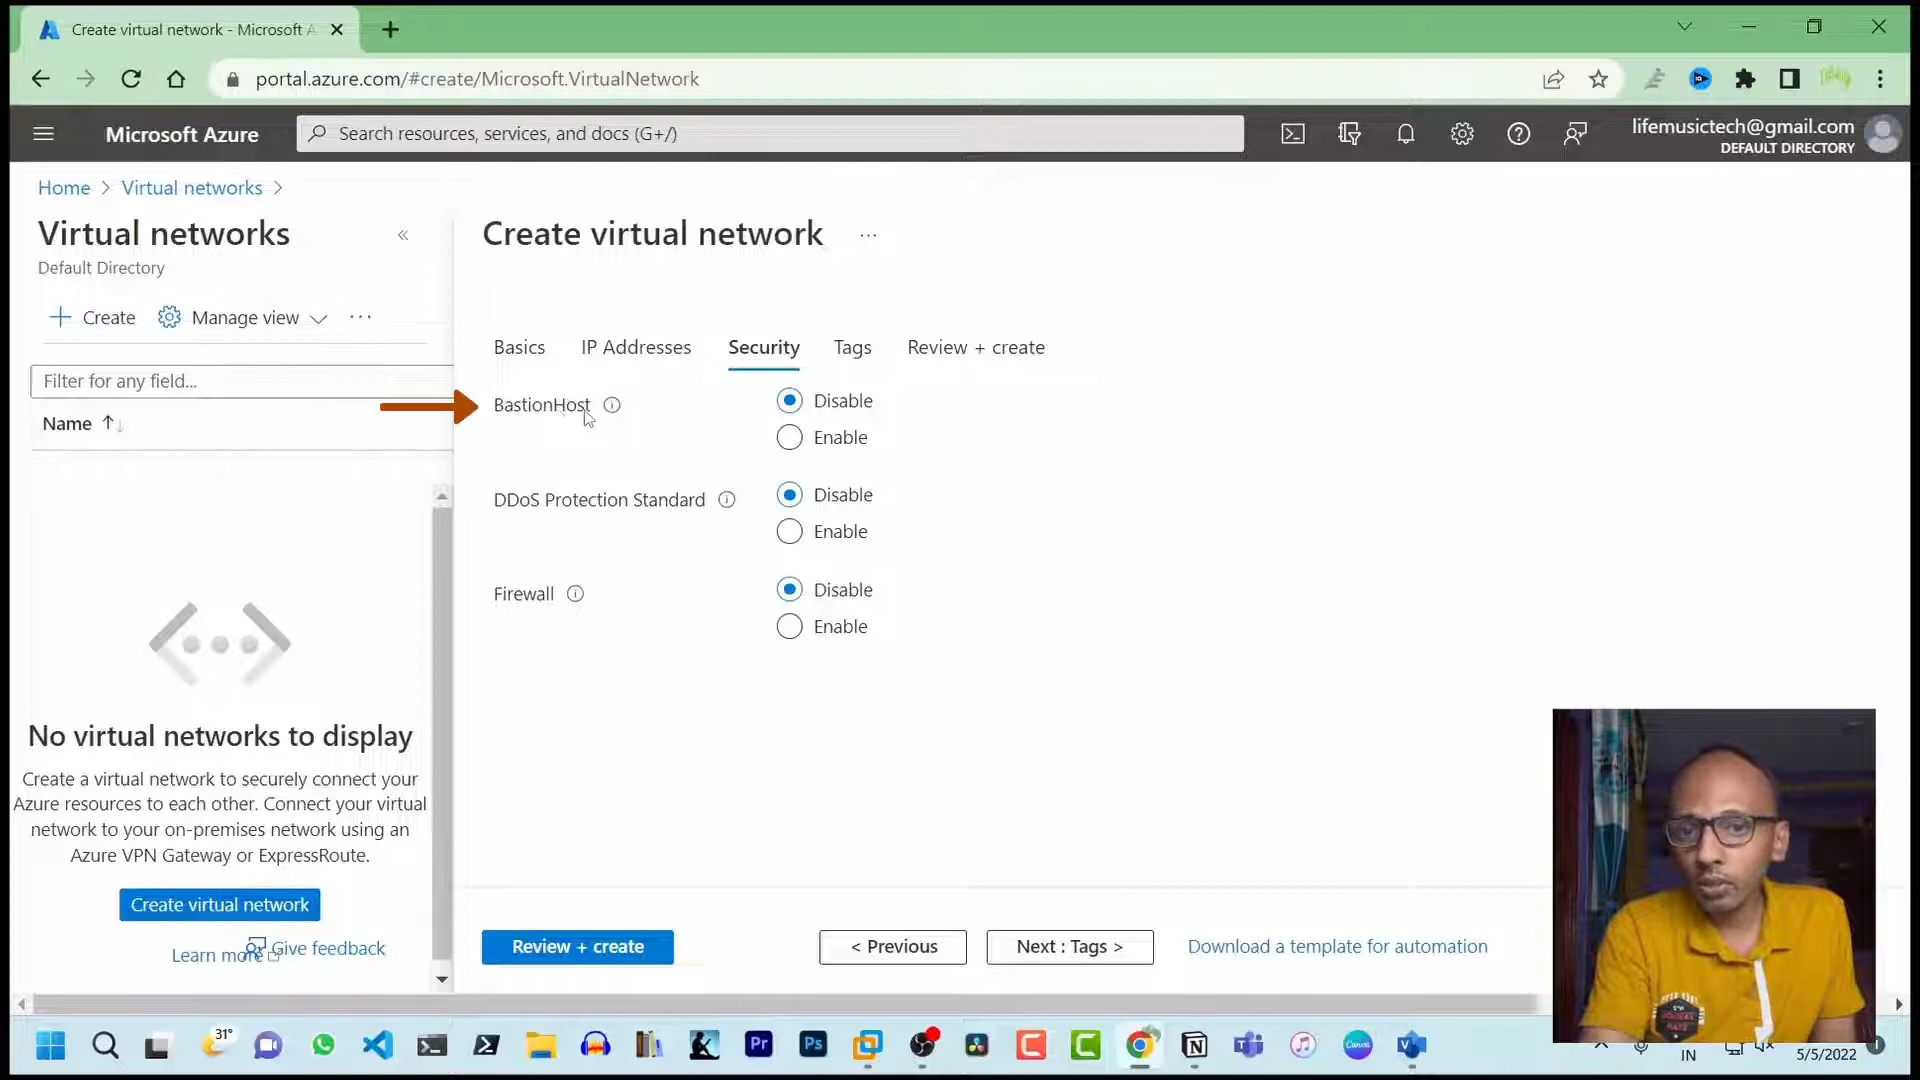 Create virtual network - Microsoft A
portal.azure.com/#create/Microsoft.VirtualNetwork
Microsoft Azure
Search resources, services, and docs (G+/)
lifemusictech@gmail.com
DEFAULT DIRECTORY
Home
Virtual networks
Virtual networks
Default Directory
Create
Manage view
Filter for any field...
Name
No virtual networks to display
Create a virtual network to securely connect your
Azure resources to each other. Connect your virtual
network to your on-premises network using an
Azure VPN Gateway or ExpressRoute.
Create virtual network
Learn more
Give feedback
Create virtual network
Basics
IP Addresses
Security
Tags
Review + create
BastionHost
Disable
Enable
DDoS Protection Standard
Disable
Enable
Firewall
Disable
Enable
Review + create
< Previous
Next : Tags >
Download a template for automation
31°
Pr
Ps
Canva
IN
5/5/2022